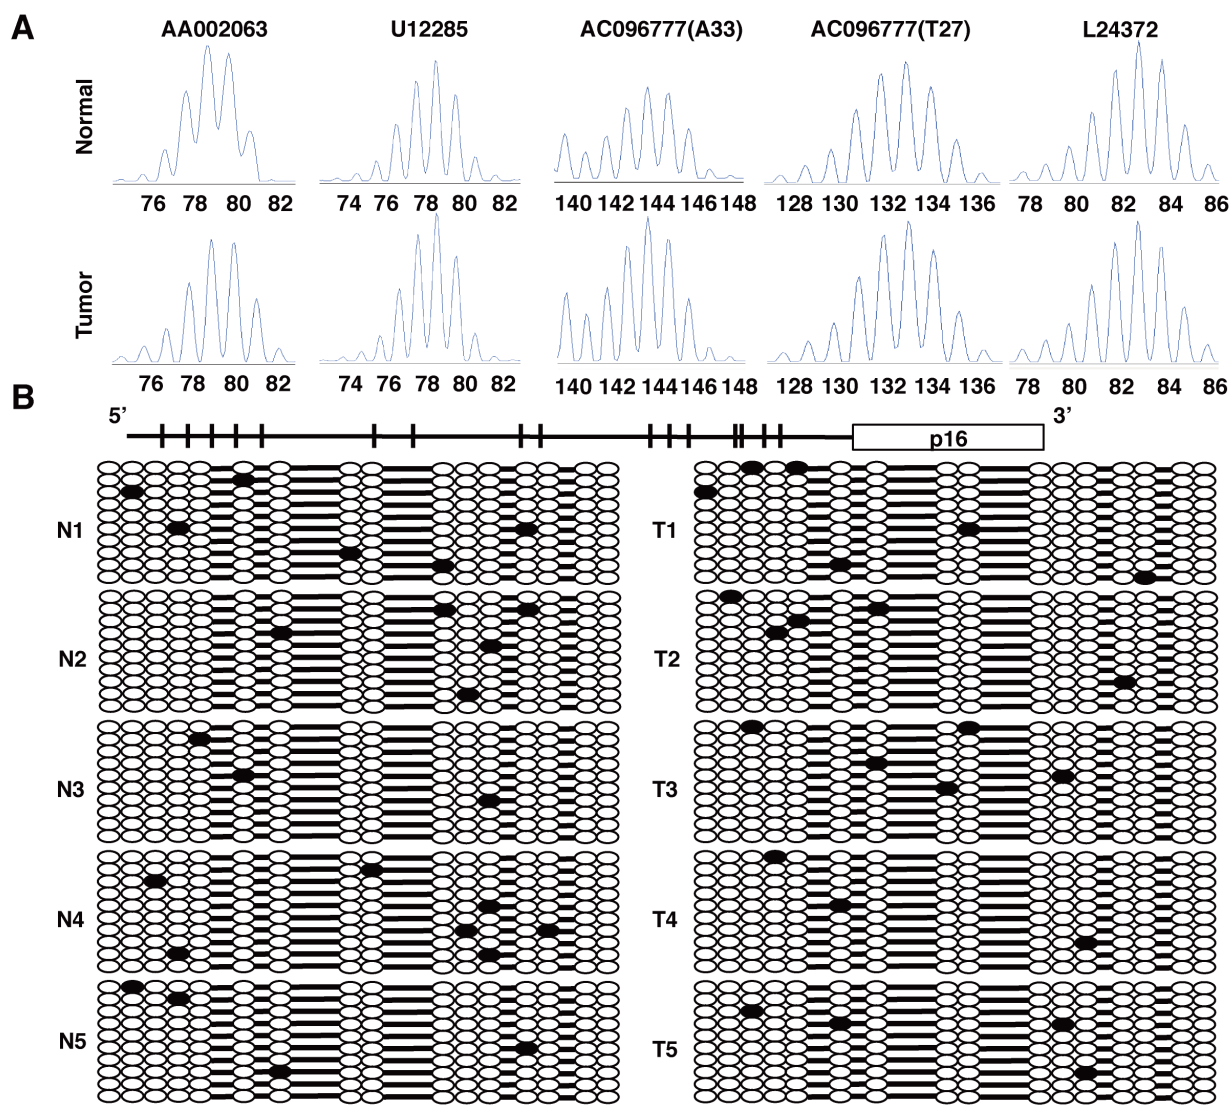 A
AA002063 U12285 AC096777(A33) AC096777(T27) L24372
Normal
76 78 80 82 74 76 78 80 82 140 142 144 146 148 128 130 132 134 136 78 80 82 84 86
Tumor
76 78 80 82 74 76 78 80 82 140 142 144 146 148 128 130 132 134 136 78 80 82 84 86
B
5’ 3’
p16
N1 T1
N2 T2
N3 T3
N4 T4
N5 T5